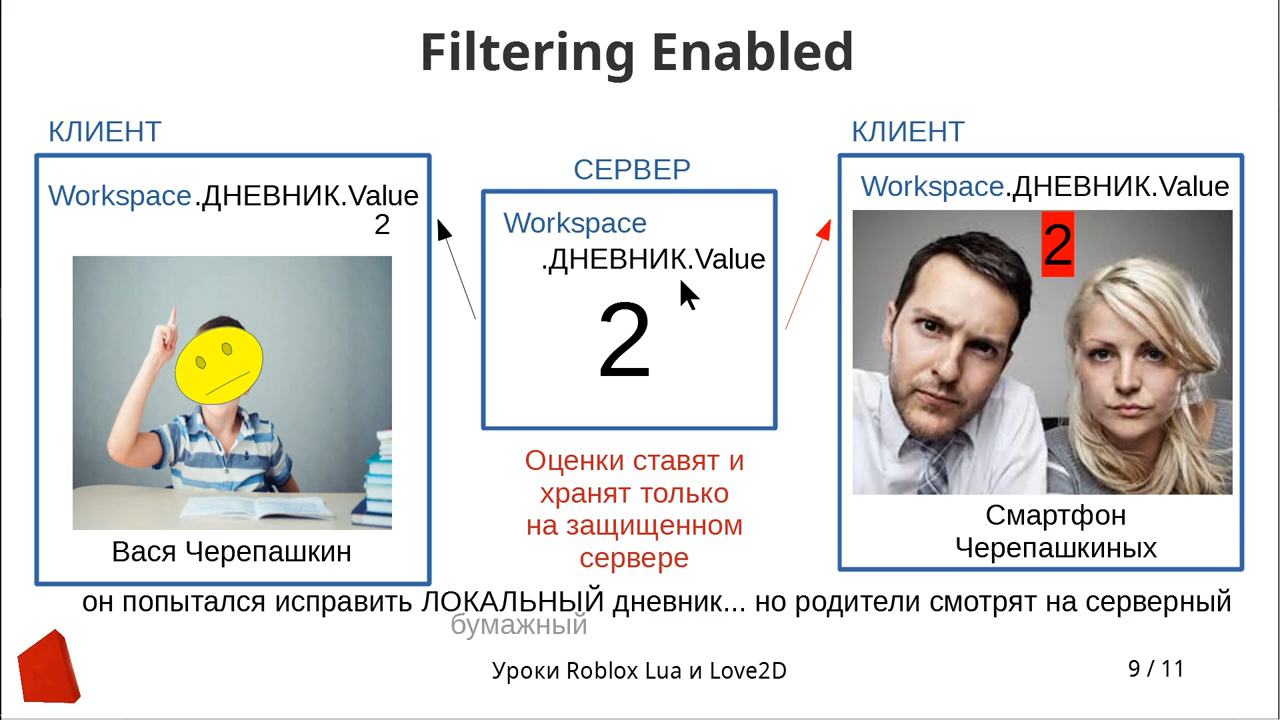 Filtering Enabled
КЛИЕНТ
Workspace.ДНЕВНИК.Value
2
Вася Черепашкин
СЕРВЕР
Workspace
.ДНЕВНИК.Value
2
Оценки ставят и
хранят только
на защищенном
сервере
КЛИЕНТ
Workspace.ДНЕВНИК.Value
2
Смартфон
Черепашкиных
он попытался исправить ЛОКАЛЬНЫЙ дневник... но родители смотрят на серверный
бумажный
Уроки Roblox Lua и Love2D
9 / 11